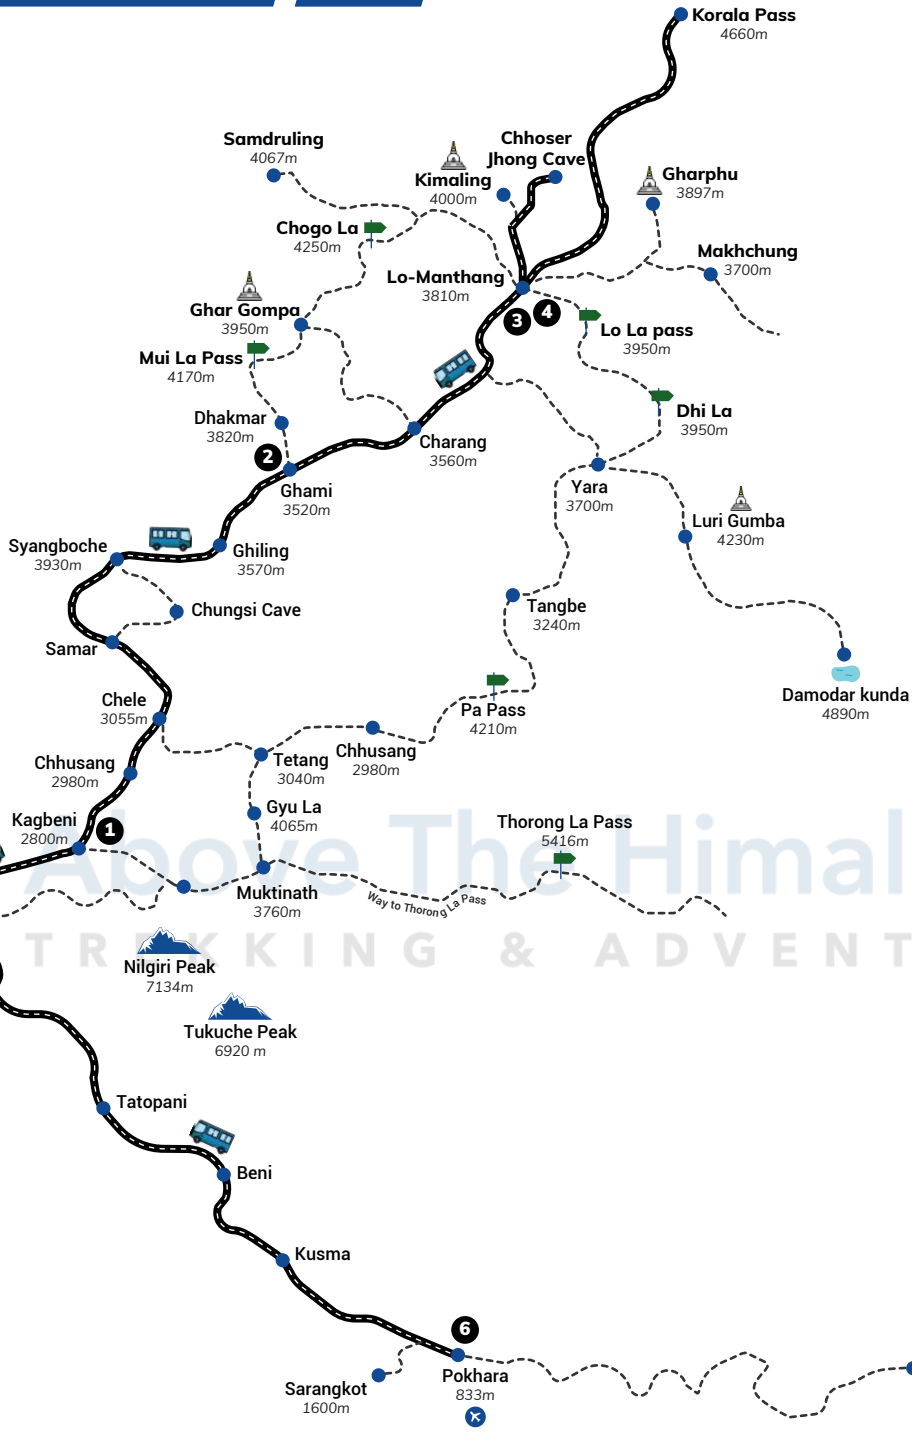 Korala Pass
4660m
Samdruling
4067m
Chhoser
Jhong Cave
Kimaling
4000m
Gharphu
3897m
Chogo La
4250m
Makhchung
3700m
Lo-Manthang
3810m
Ghar Gompa
3950m
3
4
Lo La pass
3950m
Mui La Pass
4170m
Dhi La
3950m
Dhakmar
3820m
Charang
3560m
2
Ghami
3520m
Yara
3700m
Luri Gumba
4230m
Syangboche
3930m
Ghiling
3570m
Chungsi Cave
Tangbe
3240m
Samar
Damodar kunda
4890m
Chele
3055m
Pa Pass
4210m
Chhusang
2980m
Tetang
3040m
Chhusang
2980m
Kagbeni
2800m
1
Gyu La
4065m
Thorong La Pass
5416m
Muktinath
3760m
Way to Thorong La Pass
Above The Himal
TREKKING & ADVENT
Nilgiri Peak
7134m
Tukuche Peak
6920 m
Tatopani
Beni
Kusma
6
Pokhara
833m
Sarangkot
1600m